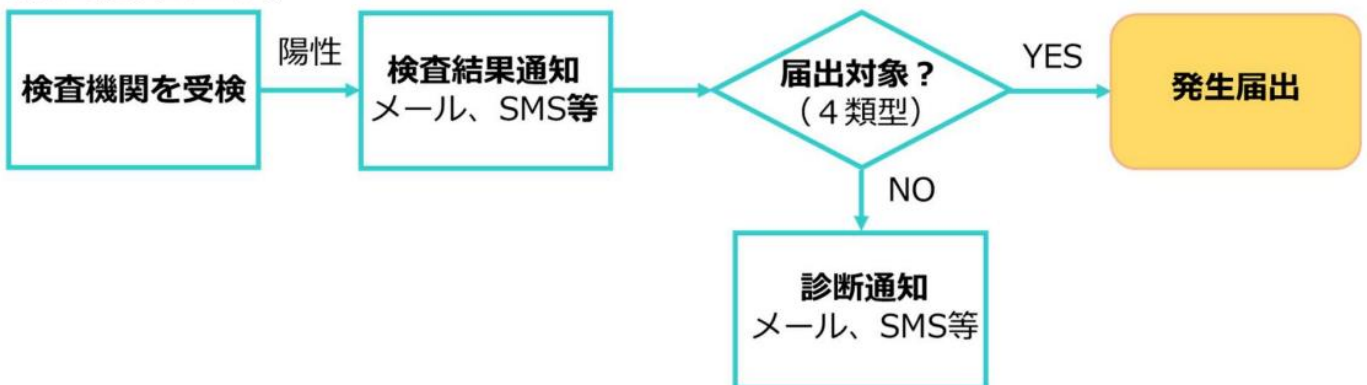 検査機関を受検
陽性
検査結果通知
メール、SMS等
届出対象？
（４類型）
YES
発生届出
NO
診断通知
メール、SMS等